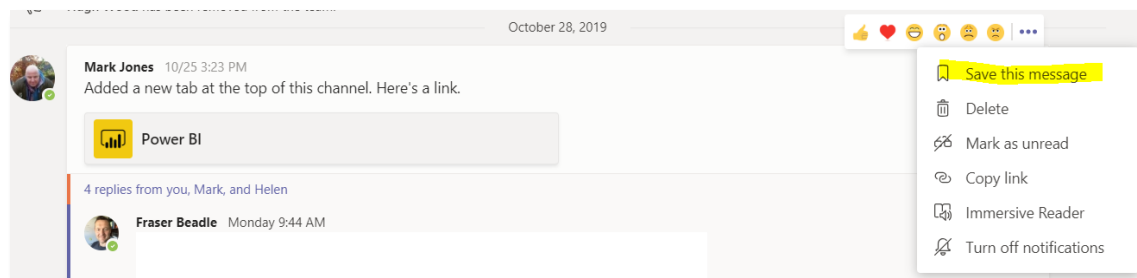 has been removed from the team.
October 28, 2019
Mark Jones 10/25 3:23 PM
Added a new tab at the top of this channel. Here's a link.
Power BI
4 replies from you, Mark, and Helen
Fraser Beadle Monday 9:44 AM
Save this message
Delete
Mark as unread
Copy link
Immersive Reader
Turn off notifications